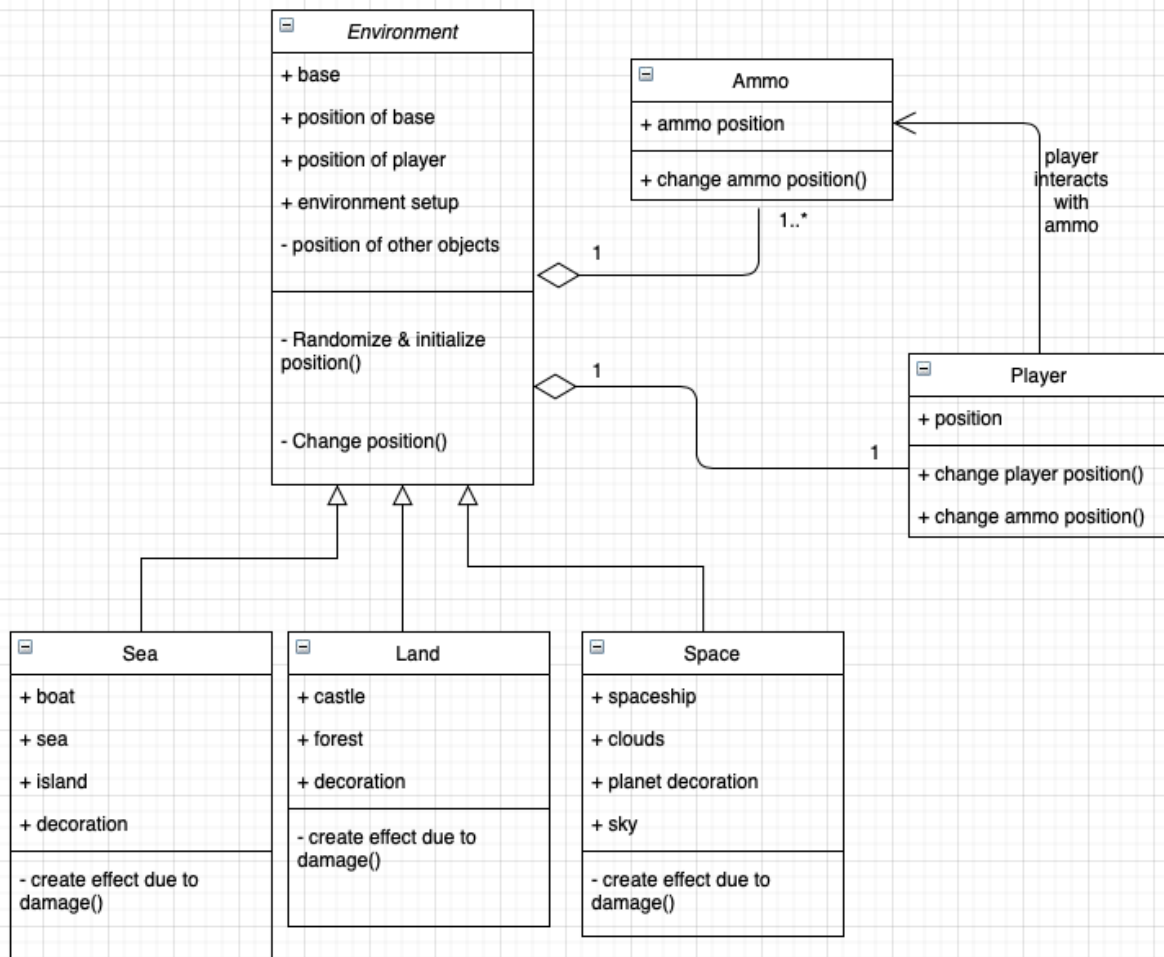 Environment
+ base
+ position of base
+ position of player
+ environment setup
- position of other objects
- Randomize & initialize
position()
- Change position()
Ammo
+ ammo position
+ change ammo position()
1..*
1
player
interacts
with
ammo
1
1
Player
+ position
+ change player position()
+ change ammo position()
Sea
+ boat
+ sea
+ island
+ decoration
- create effect due to
damage()
Land
+ castle
+ forest
+ decoration
- create effect due to
damage()
Space
+ spaceship
+ clouds
+ planet decoration
+ sky
- create effect due to
damage()